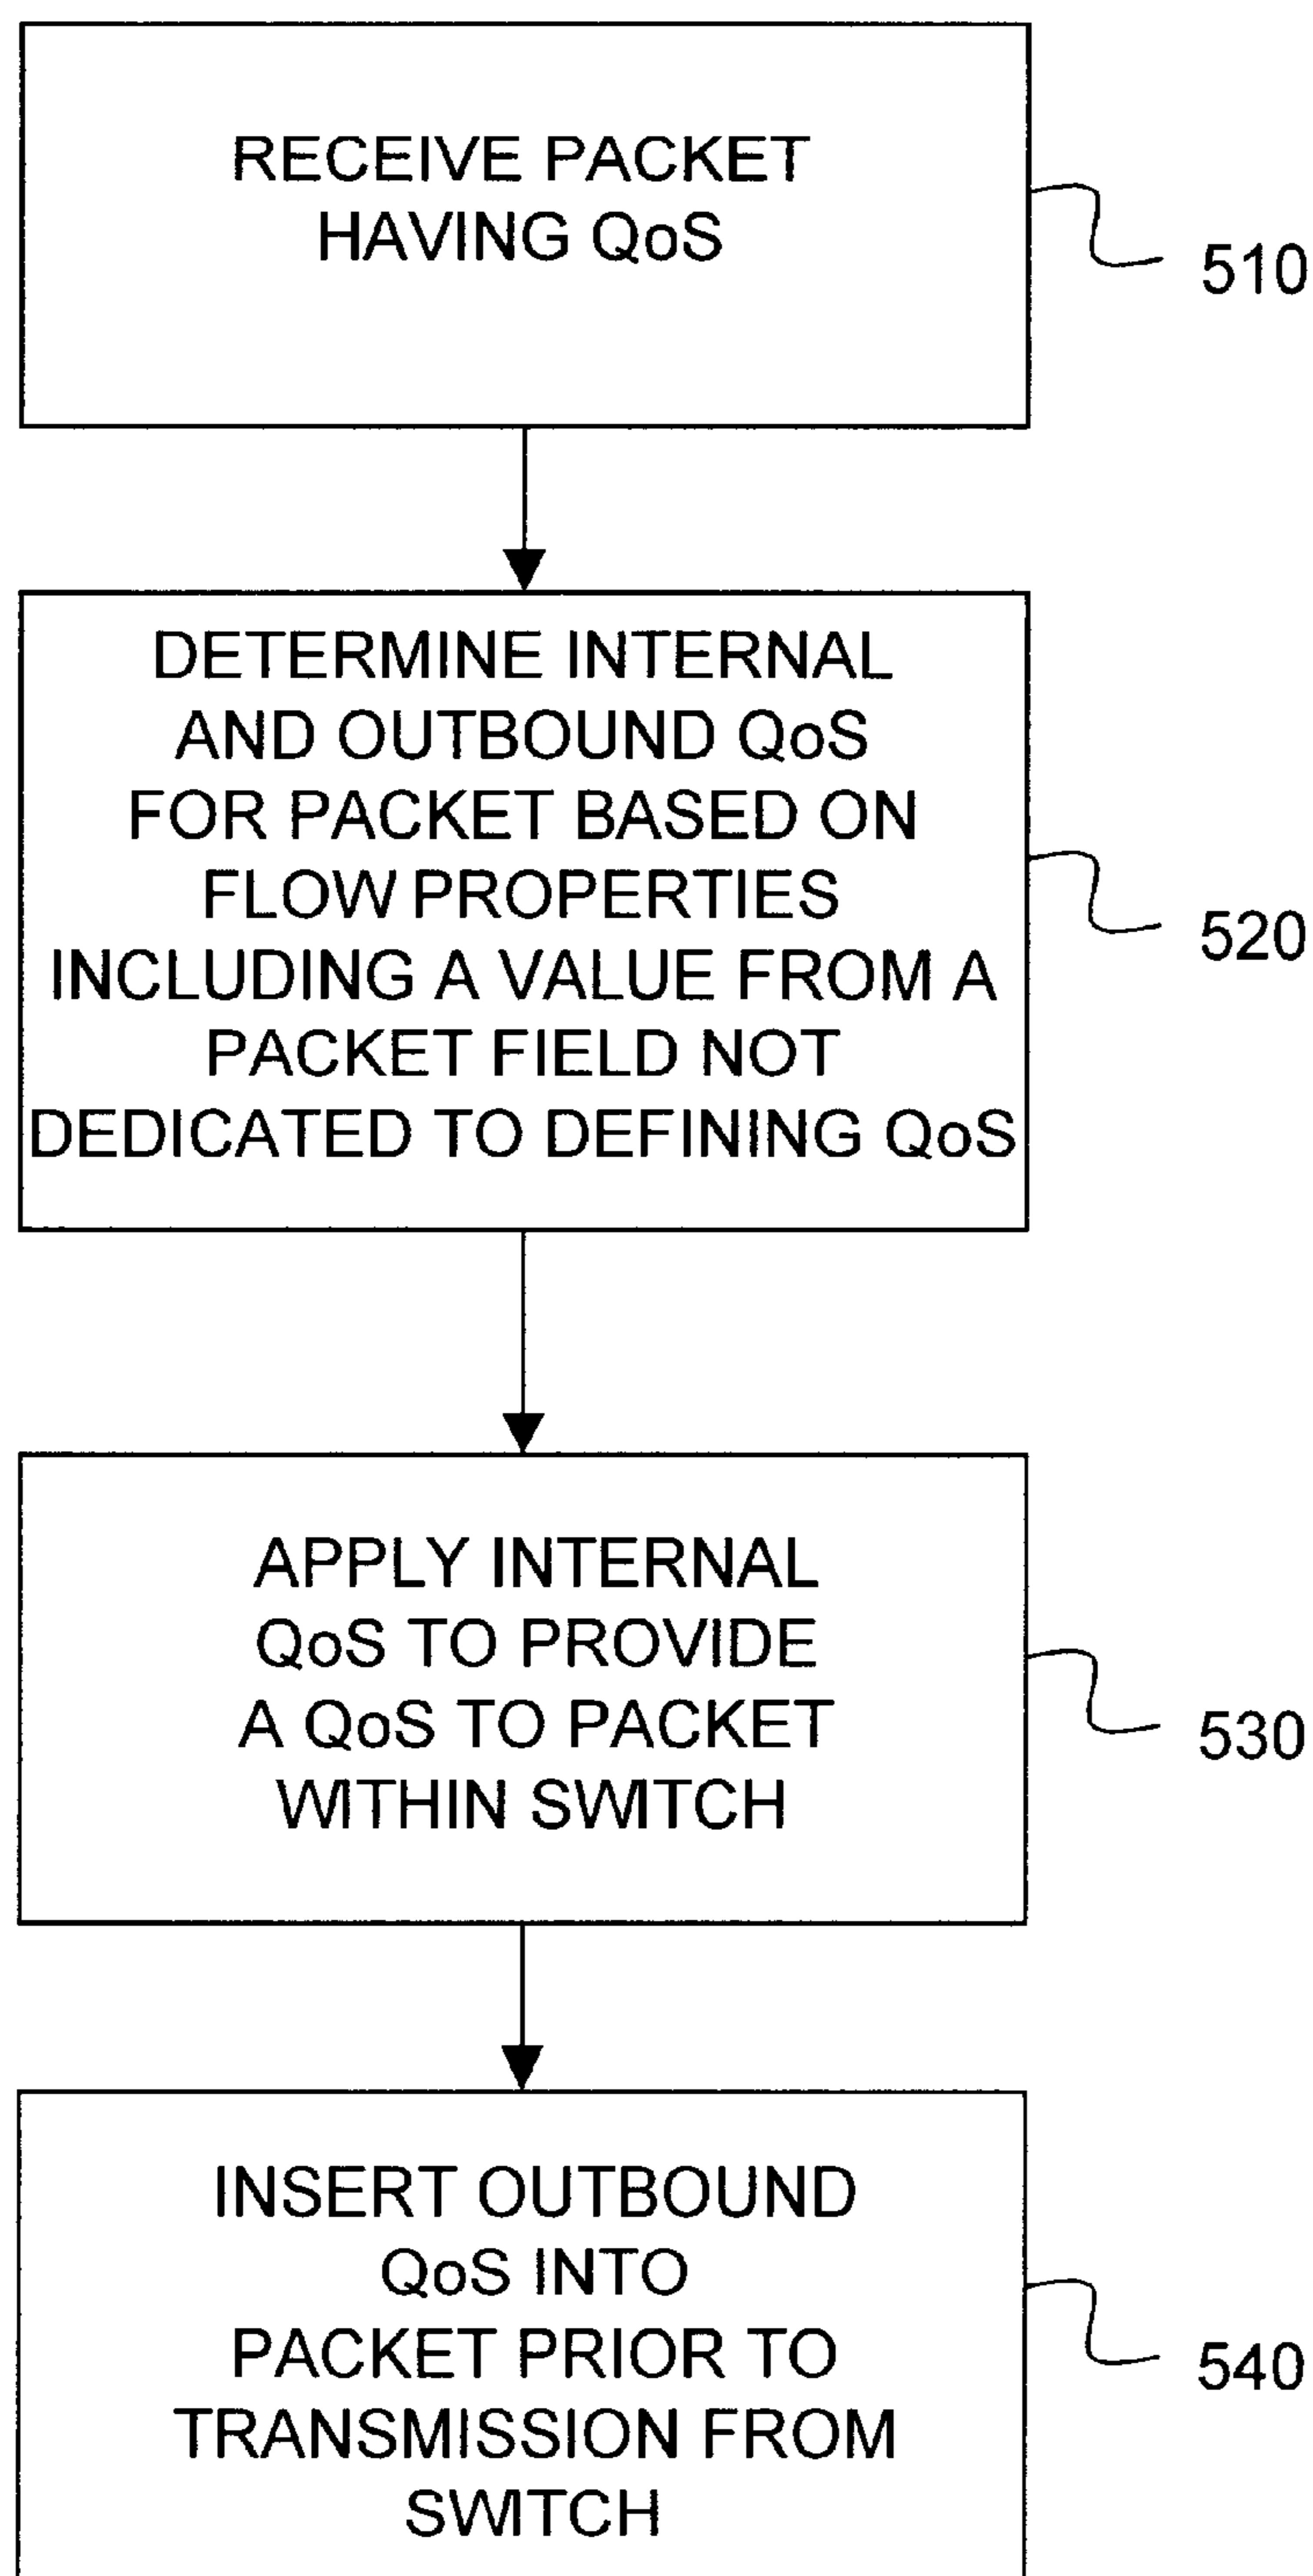 RECEIVE PACKET
HAVING QoS
510
DETERMINE INTERNAL
AND OUTBOUND QoS
FOR PACKET BASED ON
FLOW PROPERTIES
INCLUDING A VALUE FROM A
PACKET FIELD NOT
DEDICATED TO DEFINING QoS
520
APPLY INTERNAL
QoS TO PROVIDE
A QoS TO PACKET
WITHIN SWITCH
530
INSERT OUTBOUND
QoS INTO
PACKET PRIOR TO
TRANSMISSION FROM
SWITCH
540